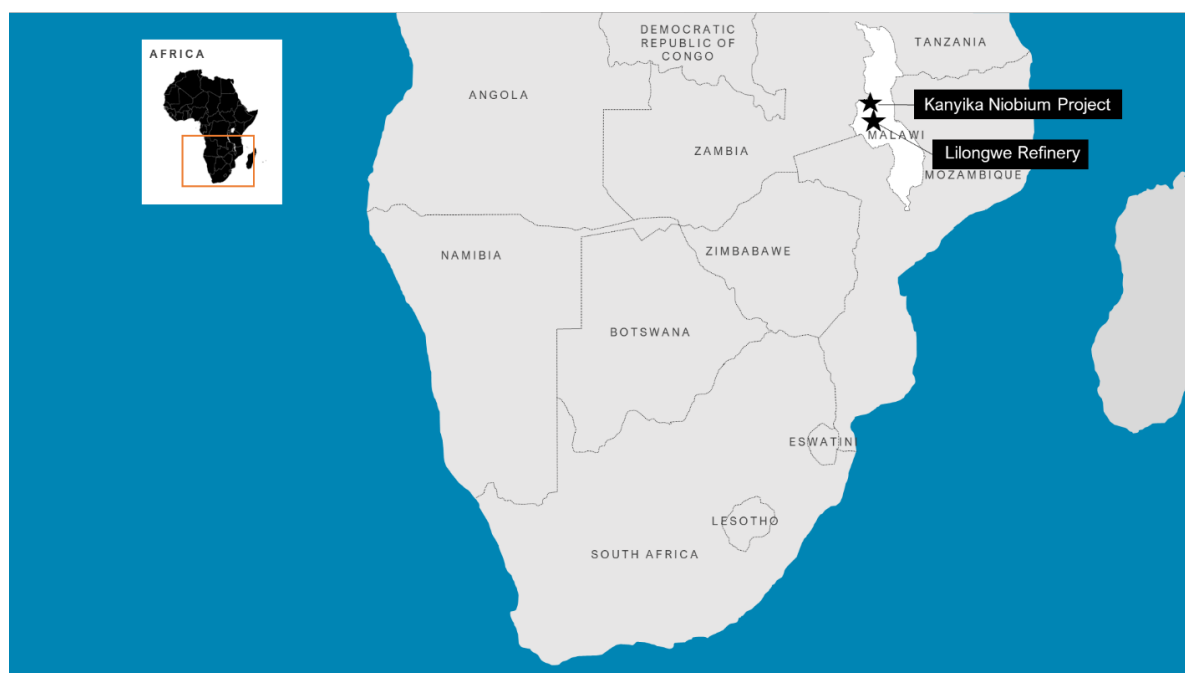 AFRICA
DEMOCRATIC
REPUBLIC OF
CONGO
TANZANIA
ANGOLA
Kanyika Niobium Project
MALAWI
ZAMBIA
Lilongwe Refinery
MOZAMBIQUE
NAMIBIA
ZIMBABAWE
BOTSWANA
ESWATINI
LESOTHO
SOUTH AFRICA